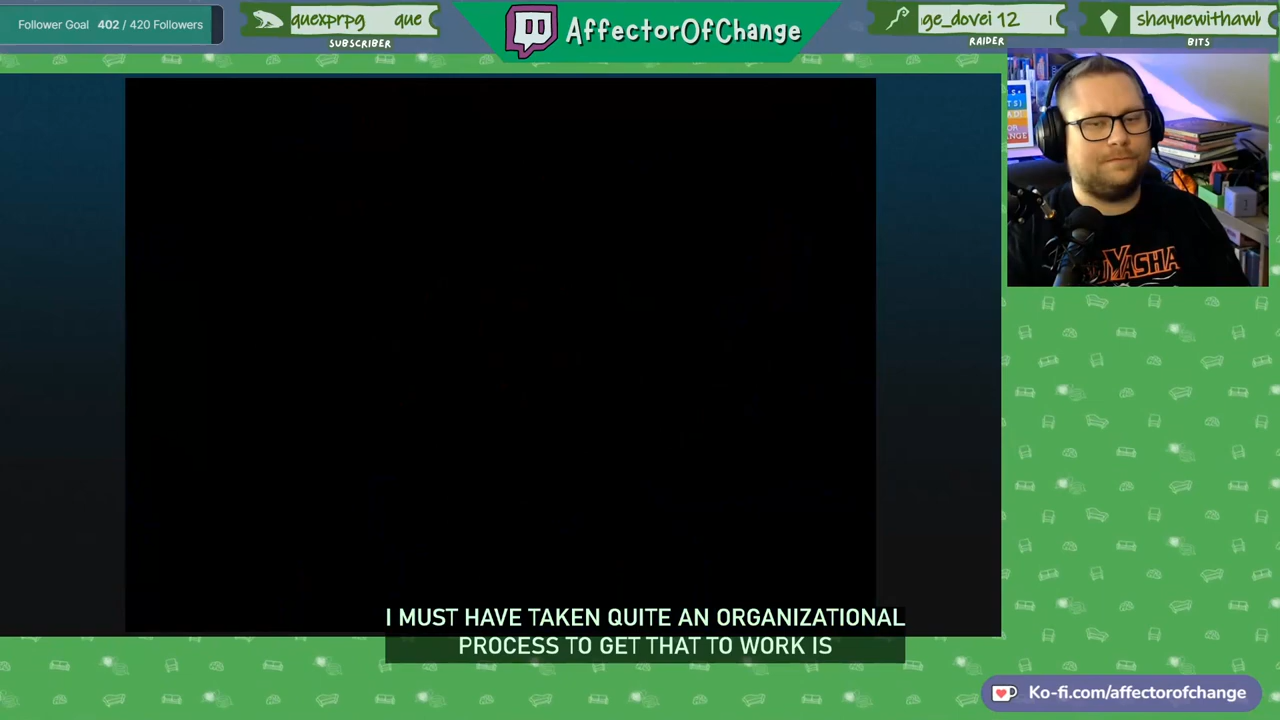 Follower Goal 402 / 420 Followers
quexprpg que
SUBSCRIBER
AffectorOfChange
ge_dovei 12
RAIDER
shaynewithawl
BITS
YASHA
I MUST HAVE TAKEN QUITE AN ORGANIZATIONAL
PROCESS TO GET THAT TO WORK IS
Ko-fi.com/affectorofchange